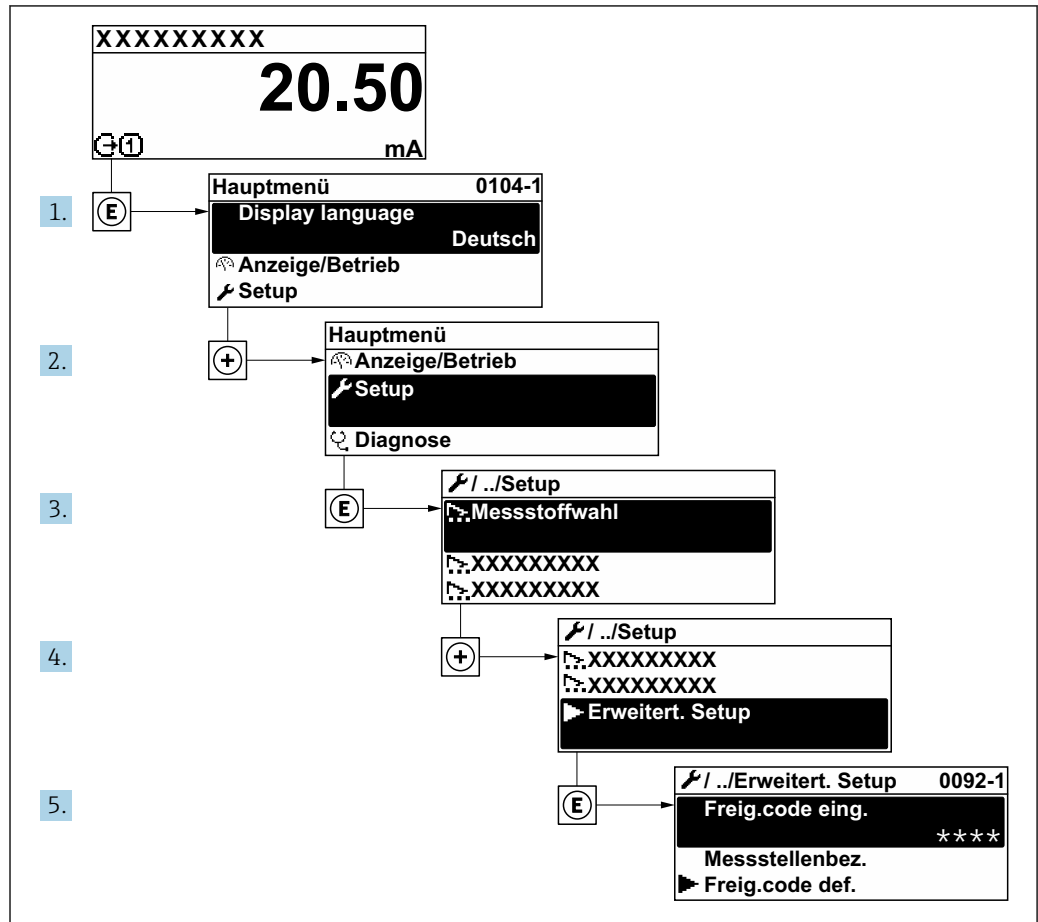 XXXXXXXXX
20.50
1 mA
1. E
Hauptmenü 0104-1
Display language
Deutsch
Anzeige/Betrieb
Setup
2. +
Hauptmenü
Anzeige/Betrieb
Setup
Diagnose
3. E
/ ../Setup
Messstoffwahl
XXXXXXXXX
XXXXXXXXX
4. +
/ ../Setup
XXXXXXXXX
XXXXXXXXX
Erweitert. Setup
5. E
/ ../Erweitert. Setup 0092-1
Freig.code eing.
****
Messstellenbez.
Freig.code def.